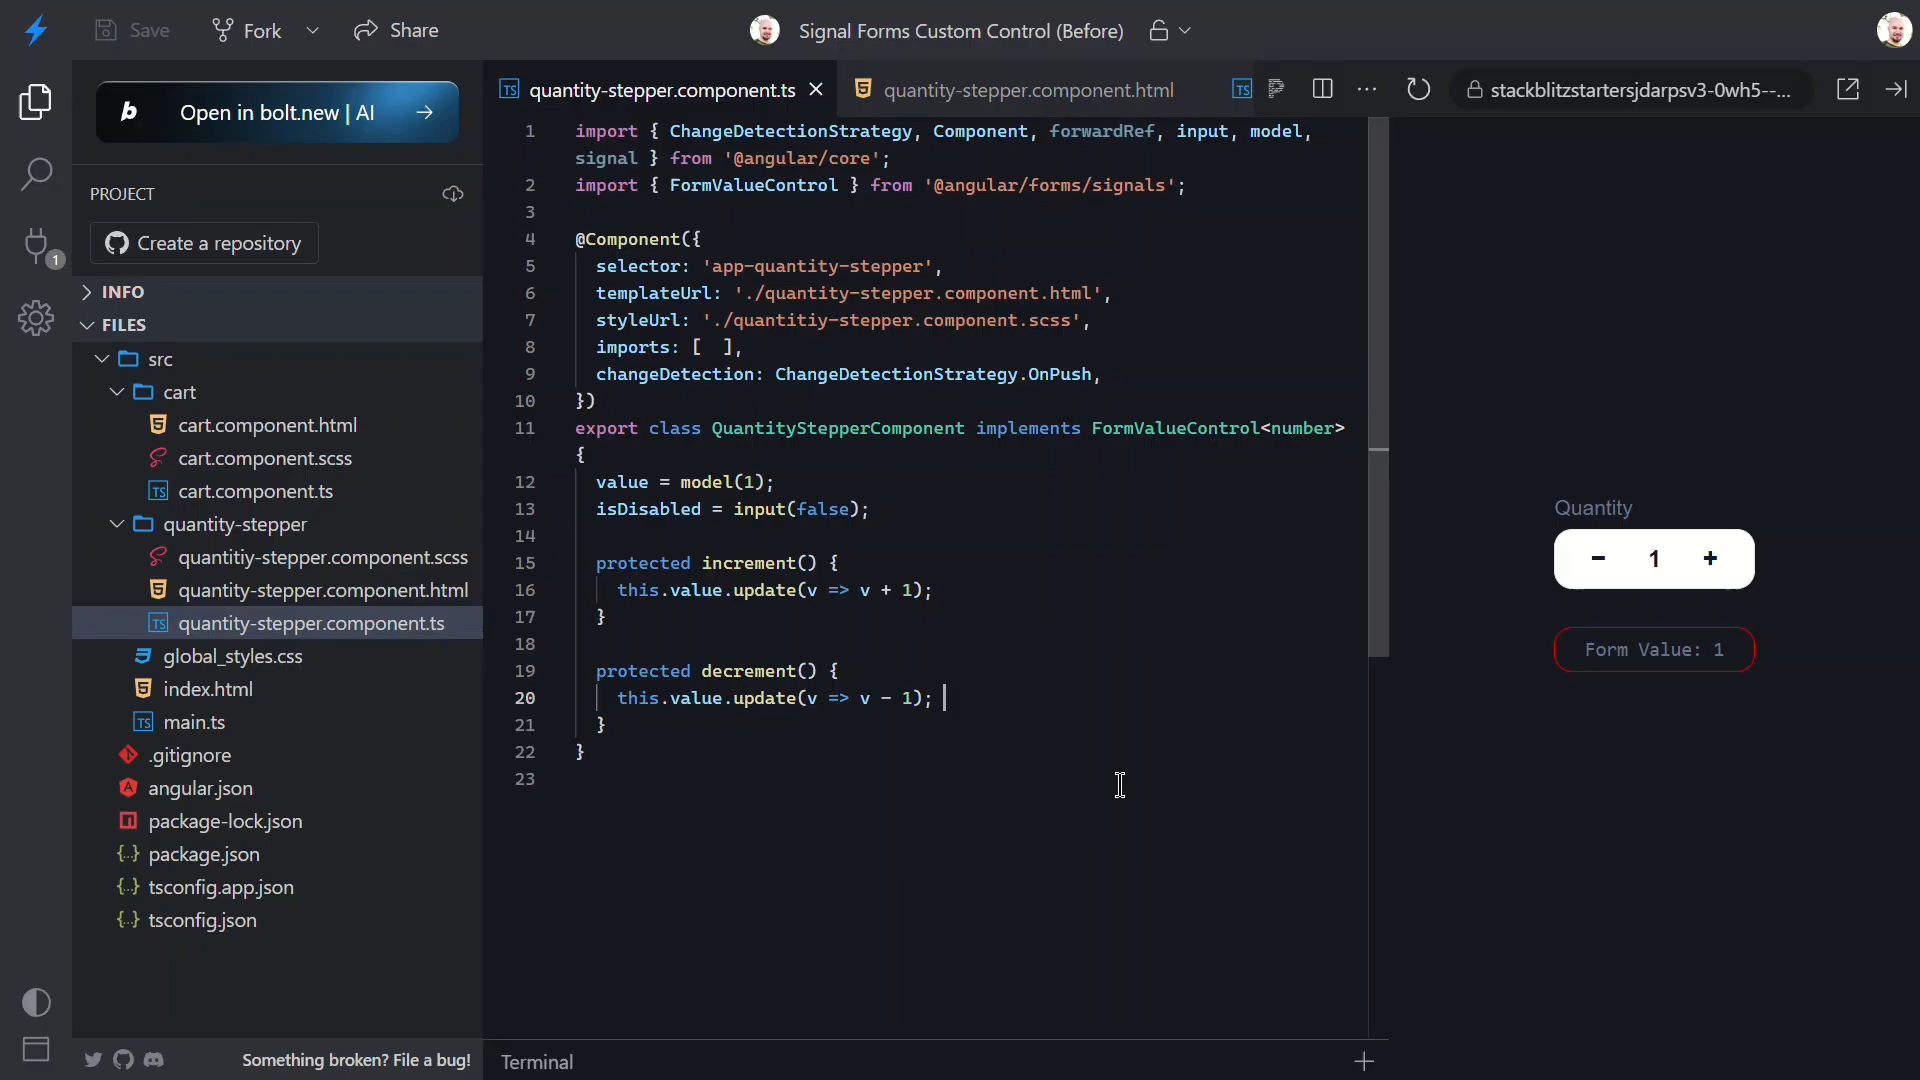 Save
Fork
Share
Signal Forms Custom Control (Before)
b Open in bolt.new | AI
PROJECT
Create a repository
1
INFO
FILES
src
cart
cart.component.html
cart.component.scss
cart.component.ts
quantity-stepper
quantitiy-stepper.component.scss
quantity-stepper.component.html
quantity-stepper.component.ts
global_styles.css
index.html
main.ts
.gitignore
angular.json
package-lock.json
package.json
tsconfig.app.json
tsconfig.json
Something broken? File a bug!
TS quantity-stepper.component.ts
quantity-stepper.component.html
TS
1 import { ChangeDetectionStrategy, Component, forwardRef, input, model,
signal } from '@angular/core';
2 import { FormValueControl } from '@angular/forms/signals';
3
4 @Component({
5 selector: 'app-quantity-stepper',
6 templateUrl: './quantity-stepper.component.html',
7 styleUrl: './quantitiy-stepper.component.scss',
8 imports: [ ],
9 changeDetection: ChangeDetectionStrategy.OnPush,
10 })
11 export class QuantityStepperComponent implements FormValueControl<number>
{
12 value = model(1);
13 isDisabled = input(false);
14
15 protected increment() {
16 this.value.update(v => v + 1);
17 }
18
19 protected decrement() {
20 this.value.update(v => v - 1);
21 }
22 }
23
Terminal
stackblitzstartersjdarpsv3-0wh5--...
Quantity
- 1 +
Form Value: 1